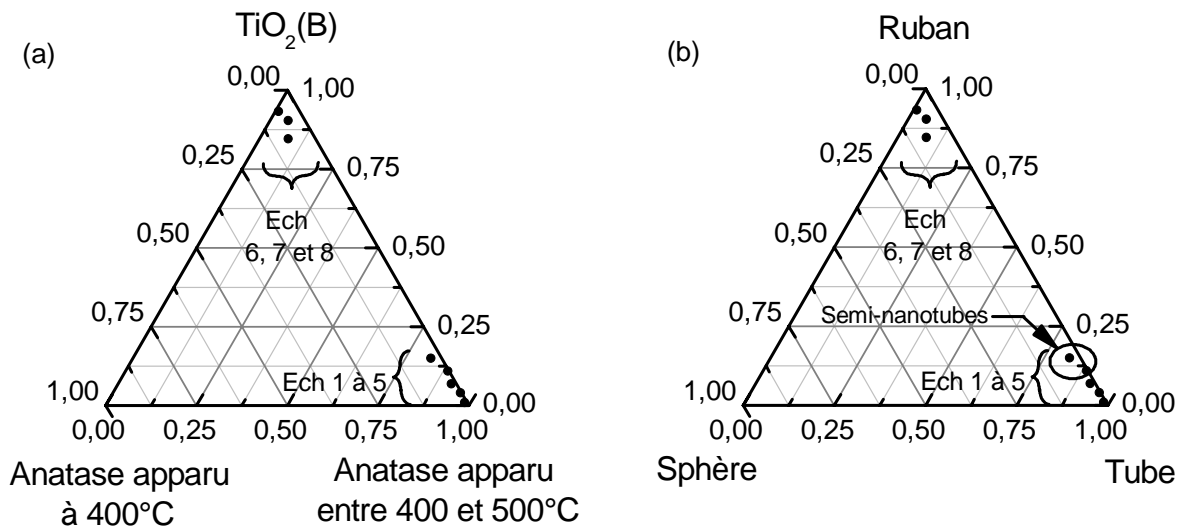 (a)
TiO2(B)
0,00
1,00
0,25
0,75
Ech
6, 7 et 8
0,50
0,50
0,75
0,25
Ech 1 à 5
1,00
0,00
0,00
0,25
0,50
0,75
1,00
Anatase apparu
à 400°C
Anatase apparu
entre 400 et 500°C
(b)
Ruban
0,00
1,00
0,25
0,75
Ech
6, 7 et 8
0,50
0,50
0,75
Semi-nanotubes
0,25
Ech 1 à 5
1,00
0,00
0,00
0,25
0,50
0,75
1,00
Sphère
Tube